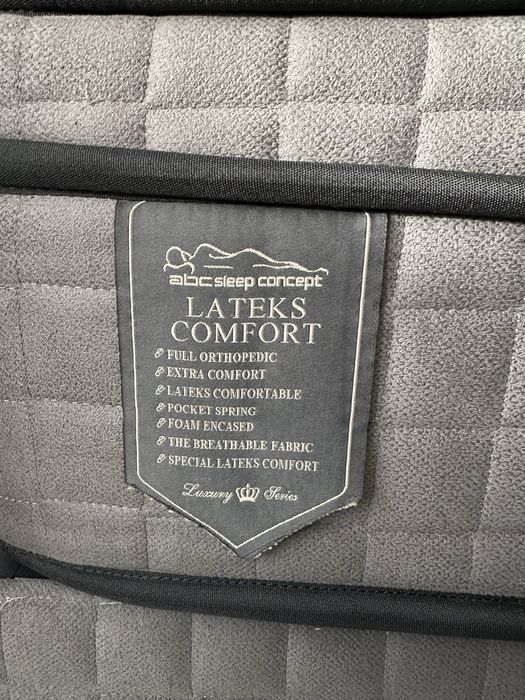 abc sleep concept
LATEKS
COMFORT
FULL ORTHOPEDIC
EXTRA COMFORT
LATEKS COMFORTABLE
POCKET SPRING
FOAM ENCASED
THE BREATHABLE FABRIC
SPECIAL LATEKS COMFORT
Luxury Series